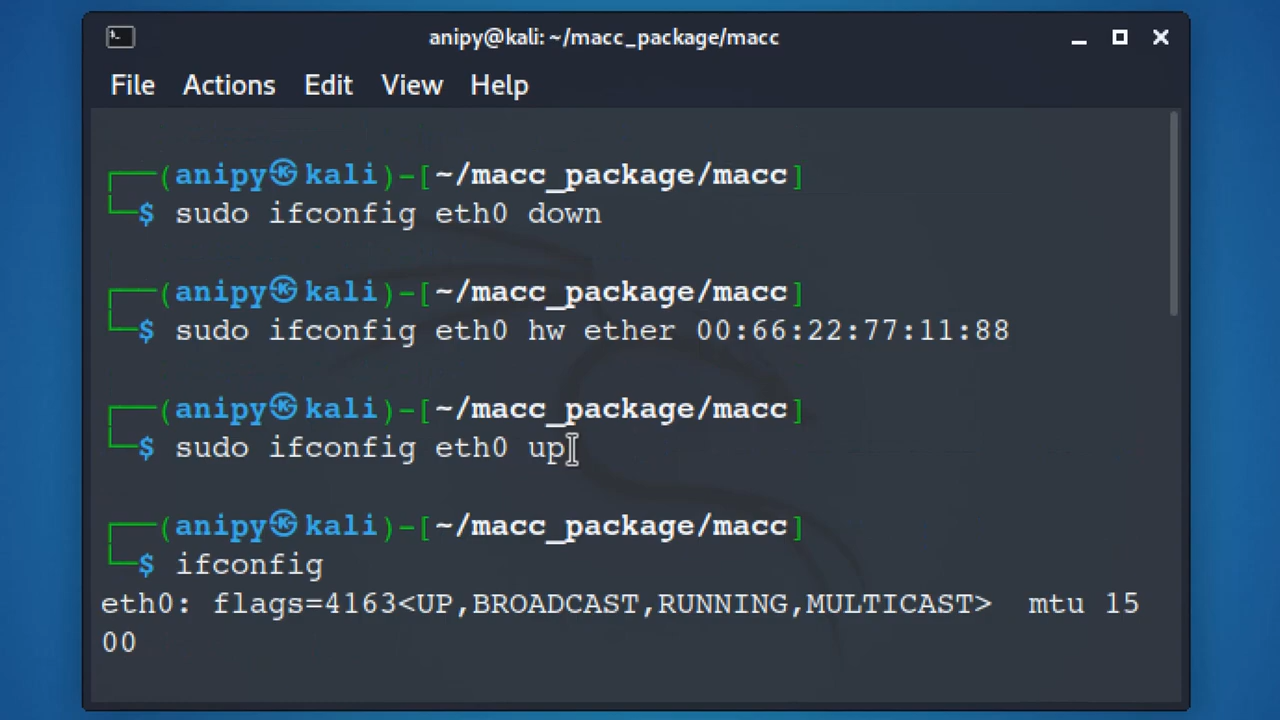 anipy@kali: ~/macc_package/macc
File Actions Edit View Help
┌──(anipy㉿kali)-[~/macc_package/macc]
└─$ sudo ifconfig eth0 down
┌──(anipy㉿kali)-[~/macc_package/macc]
└─$ sudo ifconfig eth0 hw ether 00:66:22:77:11:88
┌──(anipy㉿kali)-[~/macc_package/macc]
└─$ sudo ifconfig eth0 up
┌──(anipy㉿kali)-[~/macc_package/macc]
└─$ ifconfig
eth0: flags=4163<UP,BROADCAST,RUNNING,MULTICAST>  mtu 15
00